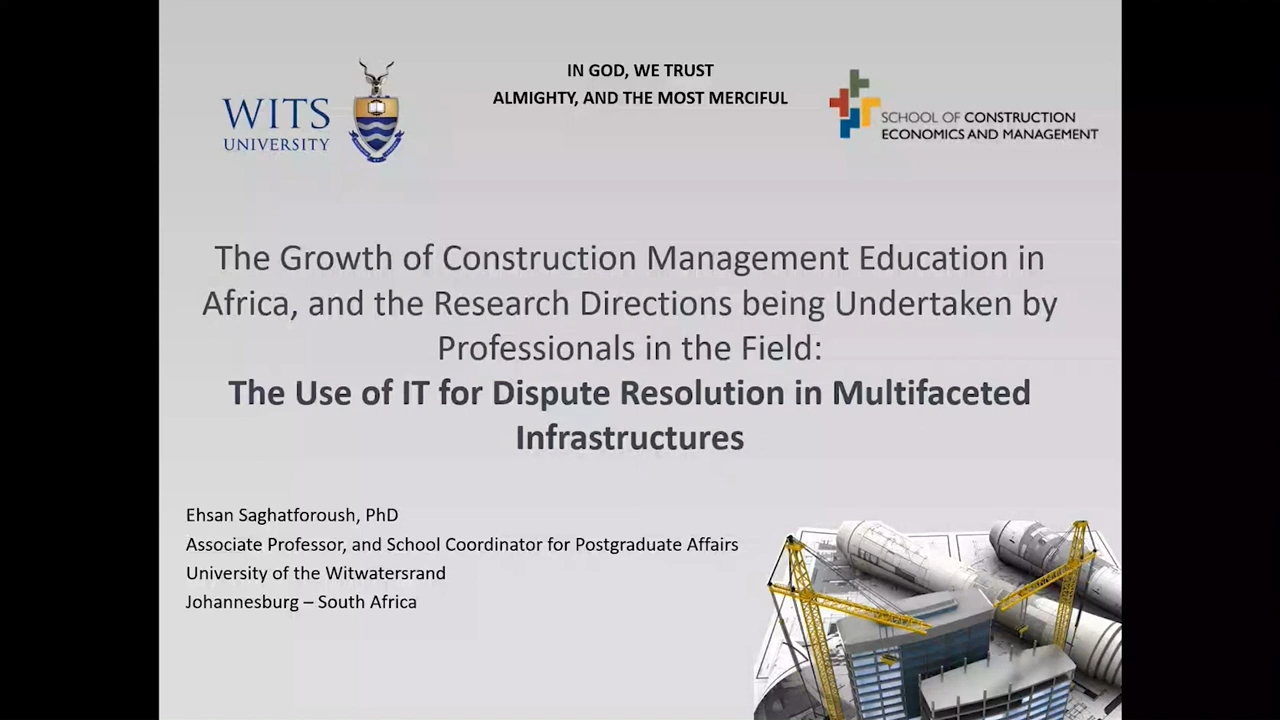 IN GOD, WE TRUST
ALMIGHTY, AND THE MOST MERCIFUL
WITS
UNIVERSITY
SCHOOL OF CONSTRUCTION
ECONOMICS AND MANAGEMENT
The Growth of Construction Management Education in
Africa, and the Research Directions being Undertaken by
Professionals in the Field:
The Use of IT for Dispute Resolution in Multifaceted
Infrastructures
Ehsan Saghatforoush, PhD
Associate Professor, and School Coordinator for Postgraduate Affairs
University of the Witwatersrand
Johannesburg – South Africa